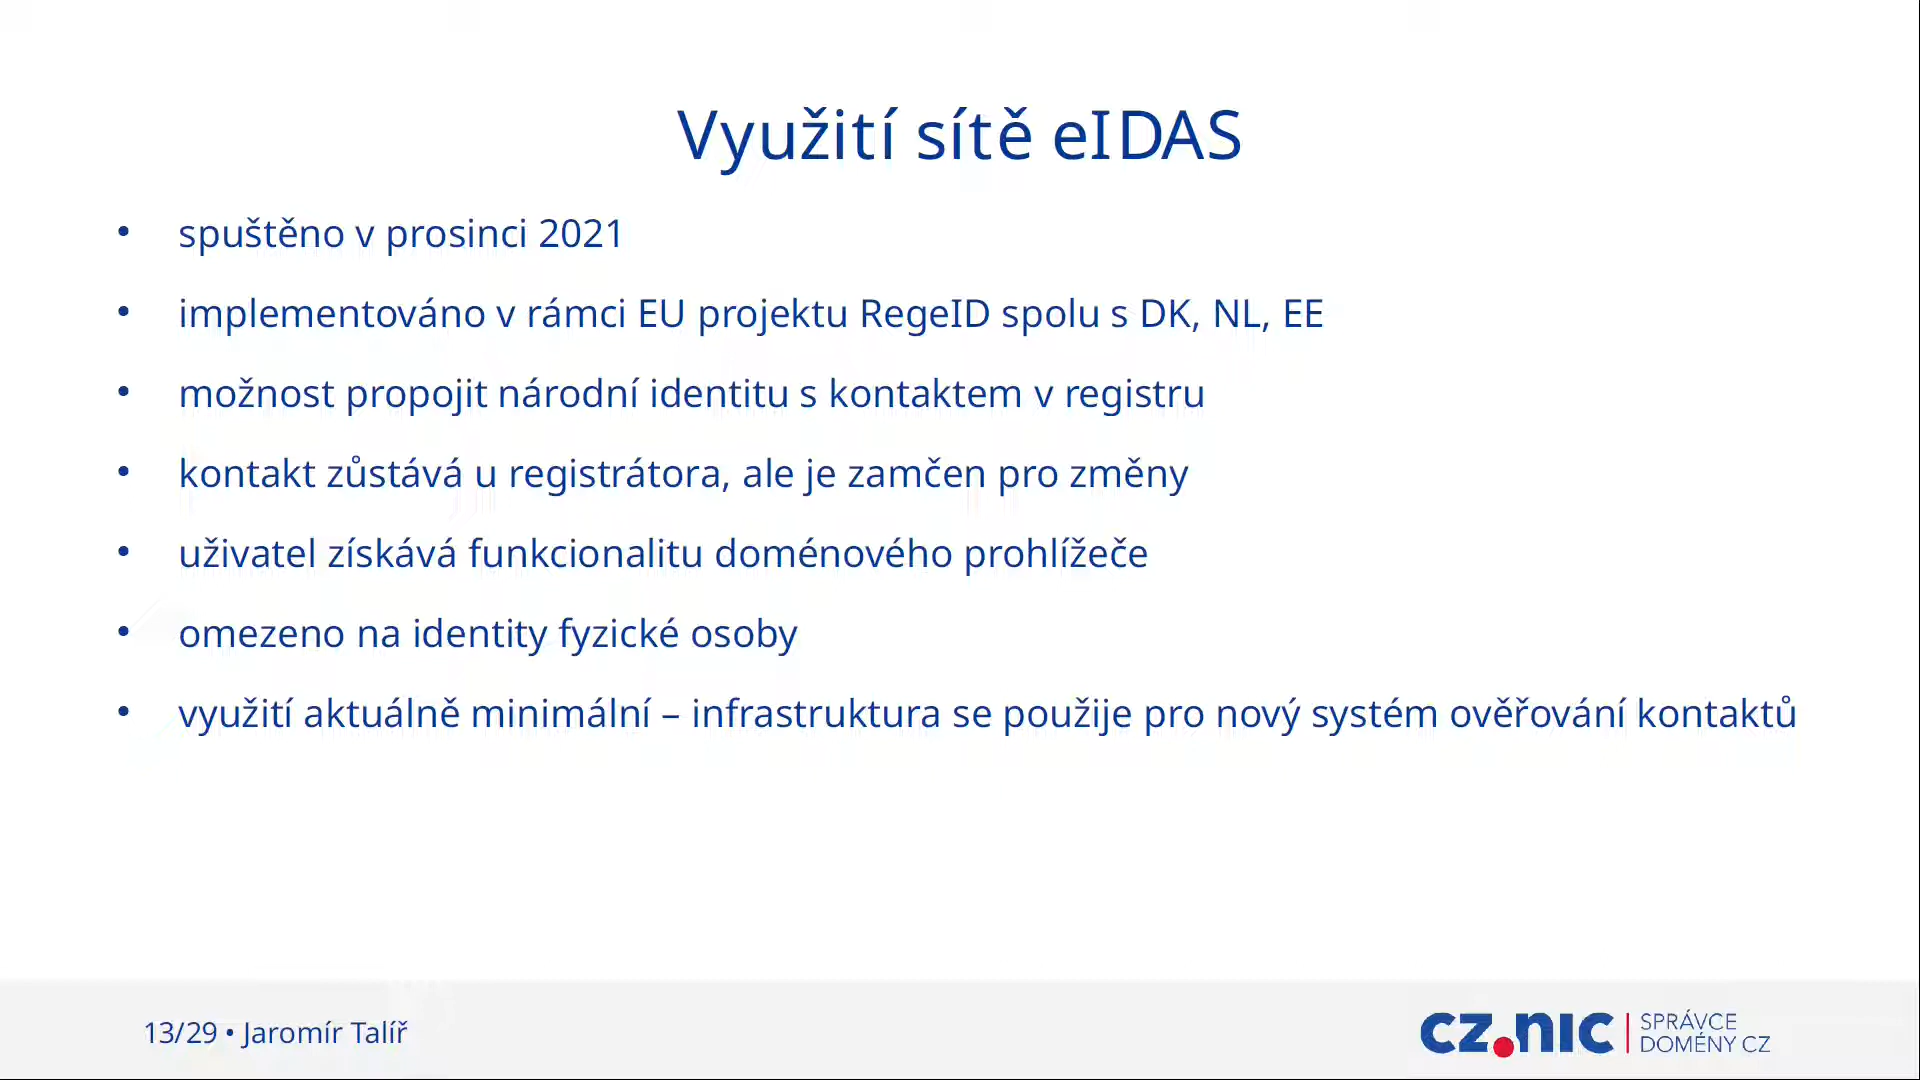 Využití sítě eIDAS
• spuštěno v prosinci 2021
• implementováno v rámci EU projektu RegeID spolu s DK, NL, EE
• možnost propojit národní identitu s kontaktem v registru
• kontakt zůstává u registrátora, ale je zamčen pro změny
• uživatel získává funkcionalitu doménového prohlížeče
• omezeno na identity fyzické osoby
• využití aktuálně minimální – infrastruktura se použije pro nový systém ověřování kontaktů
13/29 • Jaromír Talíř
CZ.NIC | SPRÁVCE
DOMÉNY CZ